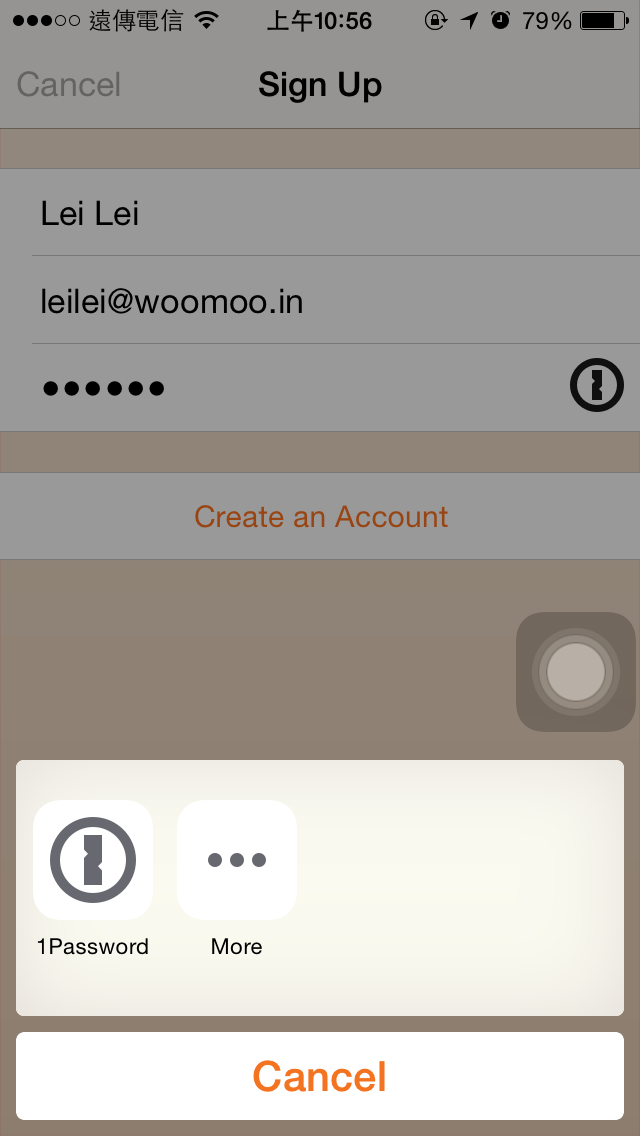 遠傳電信 上午10:56 79%
Cancel Sign Up
Lei Lei
leilei@woomoo.in
●●●●●●
Create an Account
1Password More
Cancel